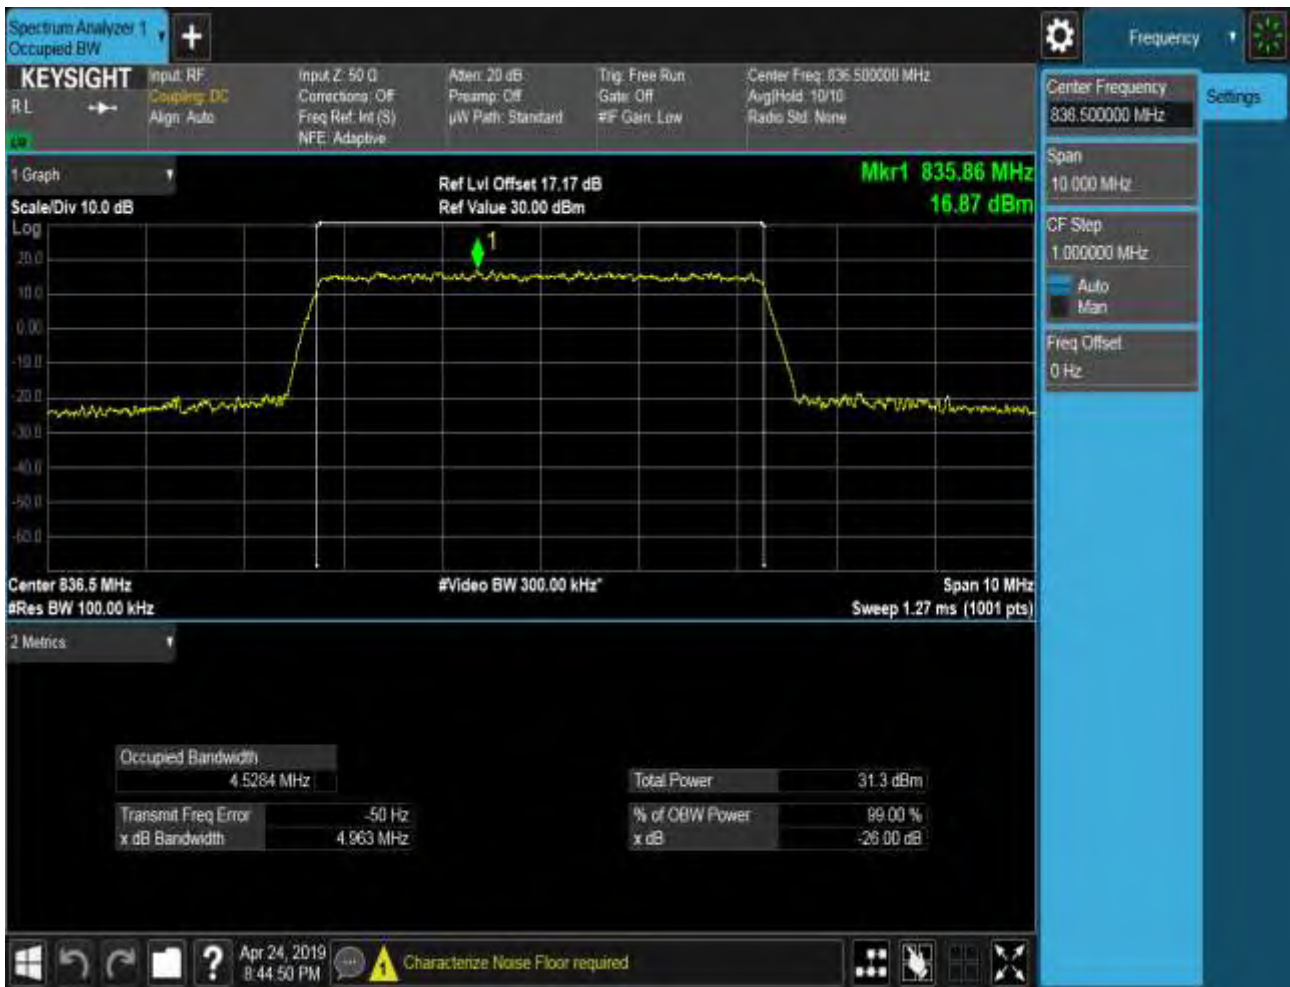 Spectrum Analyzer 1
Occupied BW
Frequency
KEYSIGHT
R L
Input: RF
Coupling: DC
Align: Auto
Input Z: 50 Ω
Corrections: Off
Freq Ref: Int (S)
NFE: Adaptive
Atten: 20 dB
Preamp: Off
µW Path: Standard
Trig: Free Run
Gate: Off
#IF Gain: Low
Center Freq: 836.500000 MHz
Avg|Hold: 10/10
Radio Std: None
Center Frequency
836.500000 MHz
Settings
Span
10.000 MHz
CF Step
1.000000 MHz
Auto
Man
Freq Offset
0 Hz
1 Graph
Scale/Div 10.0 dB
Ref Lvl Offset 17.17 dB
Ref Value 30.00 dBm
Mkr1 835.86 MHz
16.87 dBm
Log
1
20.0
10.0
0.00
-10.0
-20.0
-30.0
-40.0
-50.0
-60.0
Center 836.5 MHz
#Video BW 300.00 kHz*
Span 10 MHz
#Res BW 100.00 kHz
Sweep 1.27 ms (1001 pts)
2 Metrics
Occupied Bandwidth
4.5284 MHz
Total Power 31.3 dBm
Transmit Freq Error -50 Hz
% of OBW Power 99.00 %
x dB Bandwidth 4.963 MHz
x dB -26.00 dB
?
Apr 24, 2019
8:44:50 PM
1
Characterize Noise Floor required